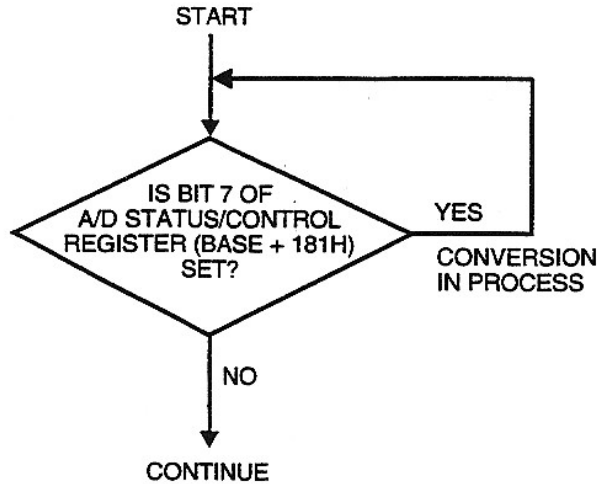 START
IS BIT 7 OF
A/D STATUS/CONTROL
REGISTER (BASE + 181H)
SET?
YES
CONVERSION
IN PROCESS
NO
CONTINUE